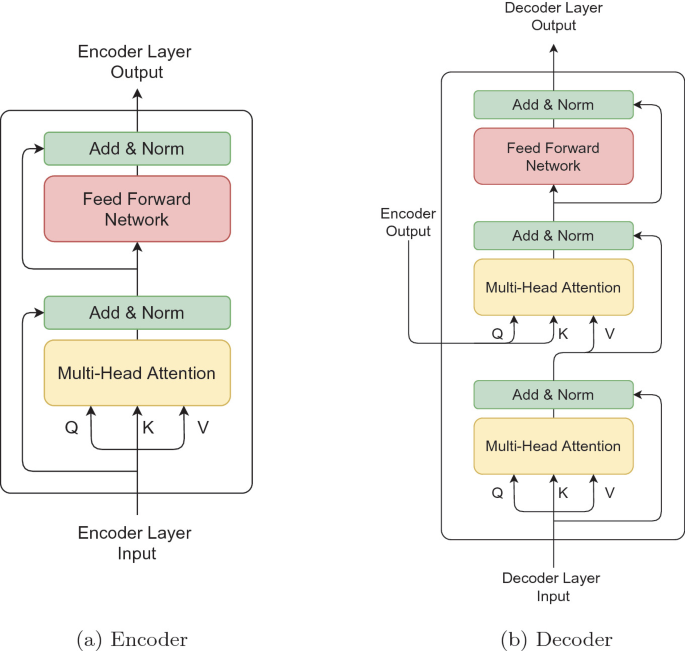 Encoder Layer
Output
Add & Norm
Feed Forward
Network
Add & Norm
Multi-Head Attention
Q K V
Encoder Layer
Input
(a) Encoder
Decoder Layer
Output
Add & Norm
Feed Forward
Network
Encoder
Output
Add & Norm
Multi-Head Attention
Q K V
Add & Norm
Multi-Head Attention
Q K V
Decoder Layer
Input
(b) Decoder